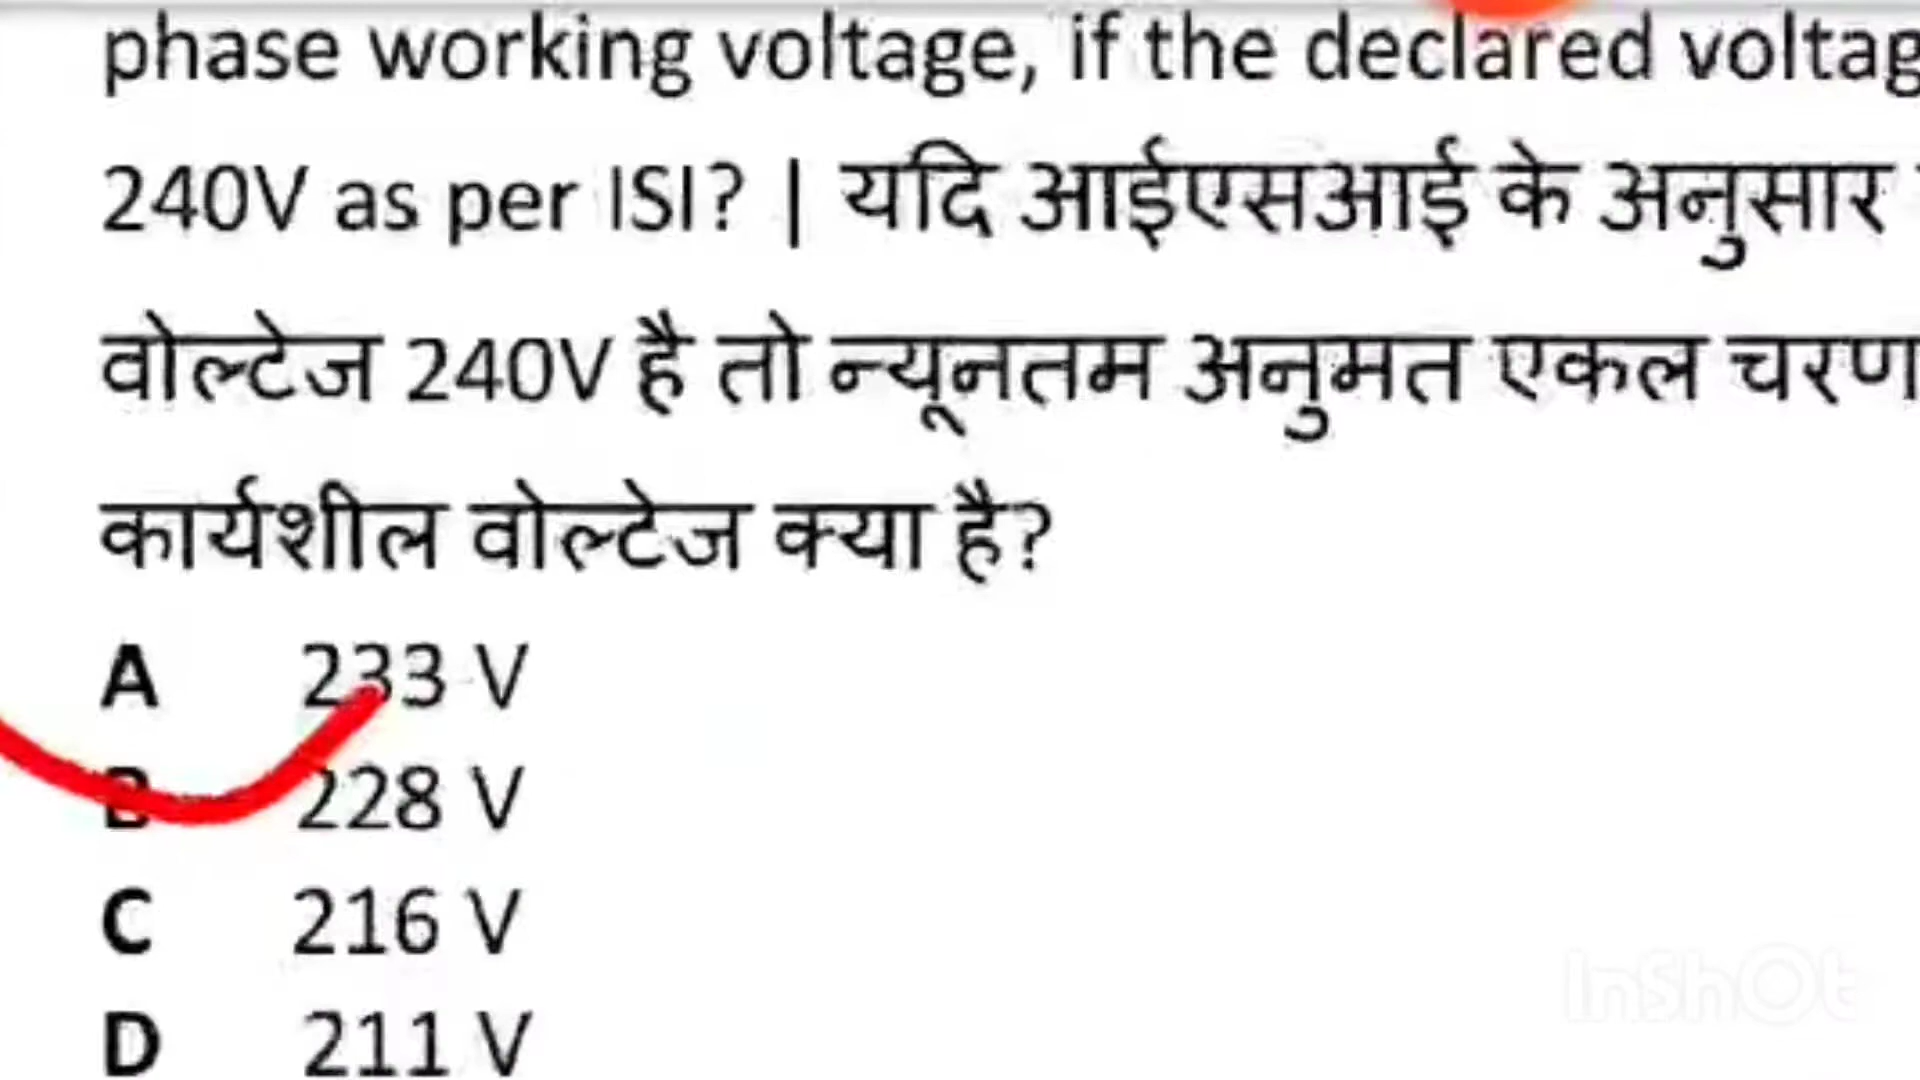 phase working voltage, if the declared voltag
240V as per ISI? | यदि आईएसआई के अनुसार
वोल्टेज 240V है तो न्यूनतम अनुमत एकल चरण
कार्यशील वोल्टेज क्या है?
A 233 V
B 228 V
C 216 V
D 211 V
InShOt